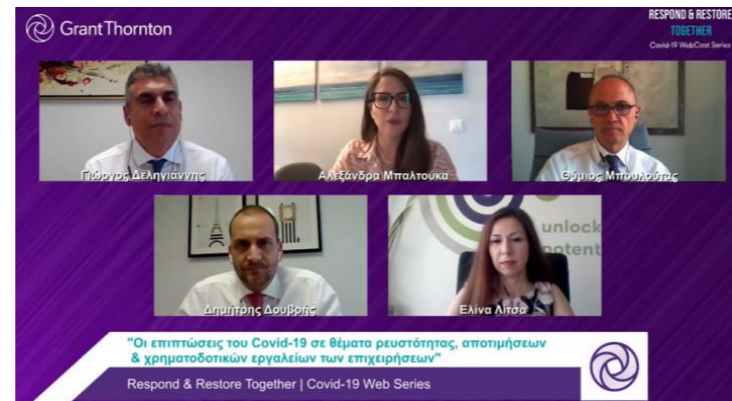 Grant Thornton
RESPOND & RESTORE
TOGETHER
Covid-19 WebCast Series
Γιώργος Δεληγιάννης
Αλεξάνδρα Μπαλτούκα
Θύμιος Μπουλούτας
unlock
potent
Δημήτρης Δουβρής
Ελίνα Λίτσα
"Οι επιπτώσεις του Covid-19 σε θέματα ρευστότητας, αποτιμήσεων
& χρηματοδοτικών εργαλείων των επιχειρήσεων"
Respond & Restore Together | Covid-19 Web Series